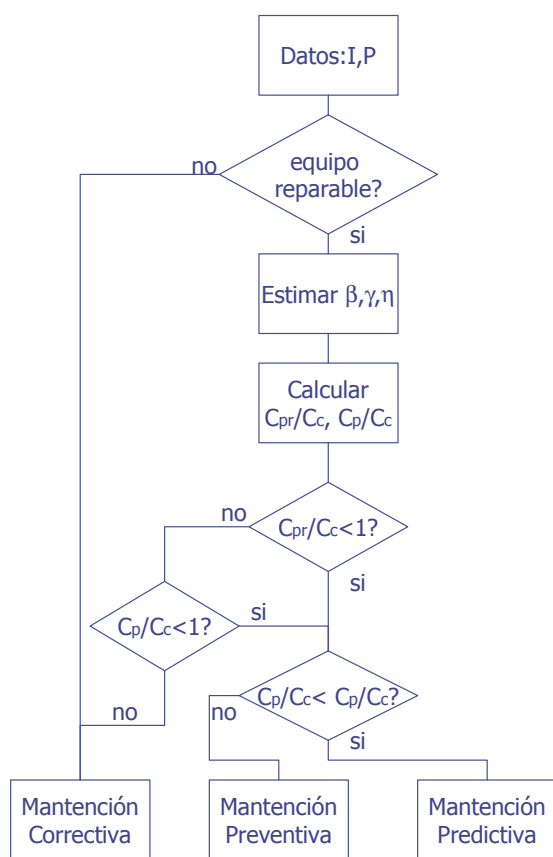 Datos:I,P
no
equipo
reparable?
si
Estimar β,γ,η
Calcular
Cpr/Cc, Cp/Cc
no
Cpr/Cc<1?
si
Cp/Cc<1?
si
no
Cp/Cc< Cp/Cc?
no
si
Mantención
Correctiva
Mantención
Preventiva
Mantención
Predictiva